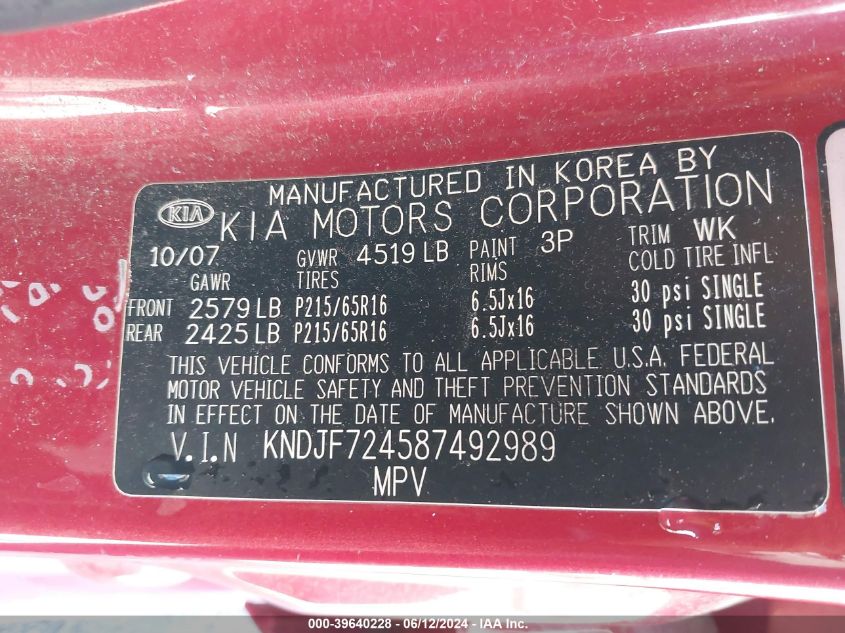 MANUFACTURED IN KOREA BY
KIA KIA MOTORS CORPORATION
10/07 GVWR 4519 LB PAINT 3P TRIM WK
GAWR TIRES RIMS COLD TIRE INFL
FRONT 2579 LB P215/65R16 6.5Jx16 30 psi SINGLE
REAR 2425 LB P215/65R16 6.5Jx16 30 psi SINGLE
THIS VEHICLE CONFORMS TO ALL APPLICABLE U.S.A. FEDERAL
MOTOR VEHICLE SAFETY AND THEFT PREVENTION STANDARDS
IN EFFECT ON THE DATE OF MANUFACTURE SHOWN ABOVE.
V.I.N KNDJF724587492989
MPV
000-39640228 - 06/12/2024 - IAA Inc.